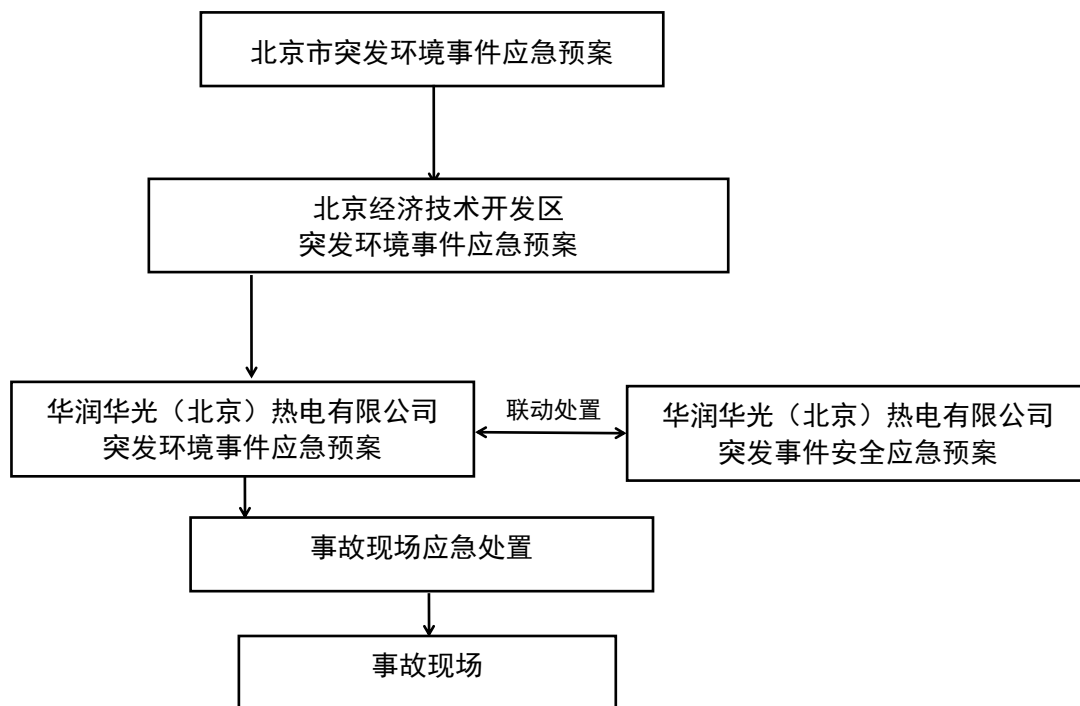 北京市突发环境事件应急预案
北京经济技术开发区
突发环境事件应急预案
华润华光（北京）热电有限公司
突发环境事件应急预案
联动处置
华润华光（北京）热电有限公司
突发事件安全应急预案
事故现场应急处置
事故现场